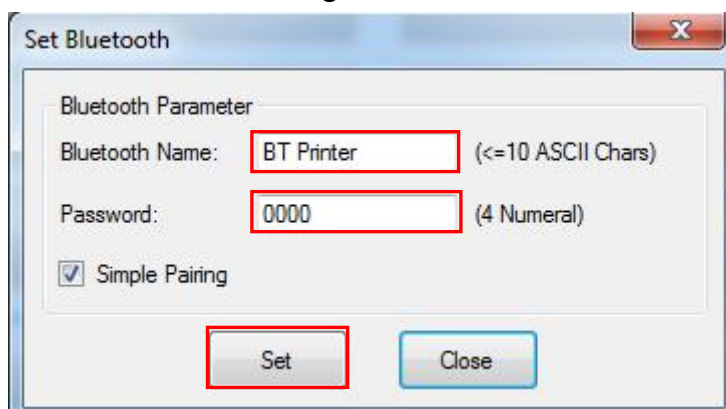 Set Bluetooth
Bluetooth Parameter
Bluetooth Name: BT Printer (<=10 ASCII Chars)
Password: 0000 (4 Numeral)
Simple Pairing
Set Close